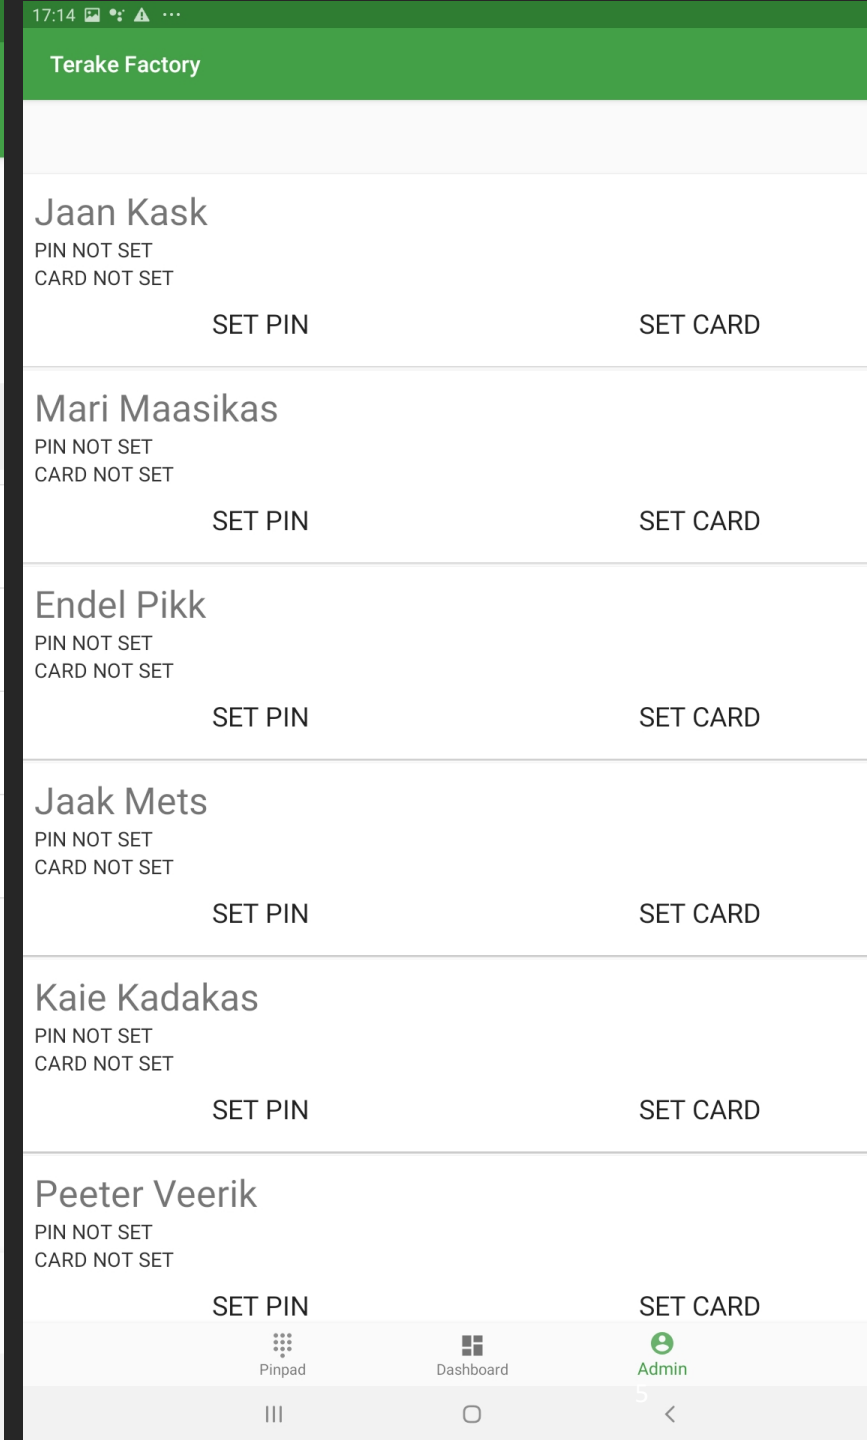 17:14
Terake Factory
Jaan Kask
PIN NOT SET
CARD NOT SET
SET PIN SET CARD
Mari Maasikas
PIN NOT SET
CARD NOT SET
SET PIN SET CARD
Endel Pikk
PIN NOT SET
CARD NOT SET
SET PIN SET CARD
Jaak Mets
PIN NOT SET
CARD NOT SET
SET PIN SET CARD
Kaie Kadakas
PIN NOT SET
CARD NOT SET
SET PIN SET CARD
Peeter Veerik
PIN NOT SET
CARD NOT SET
SET PIN SET CARD
Pinpad Dashboard Admin
5